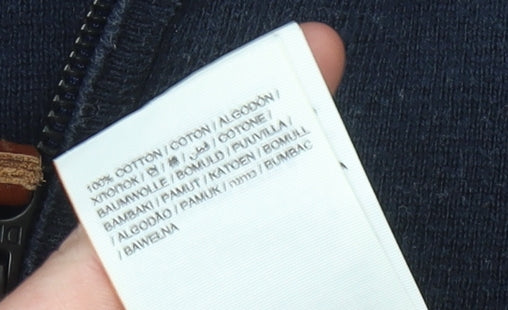 100% COTTON / COTON / ALGODÓN /
ХЛОПОК / 면 / 棉 / قطن / COTONE /
BAUMWOLLE / BOMULD / PUUVILLA /
BAMBAKI / PAMUT / KATOEN / BOMULL
/ ALGODÃO / PAMUK / כותנה / BUMBAC
/ BAWEŁNA